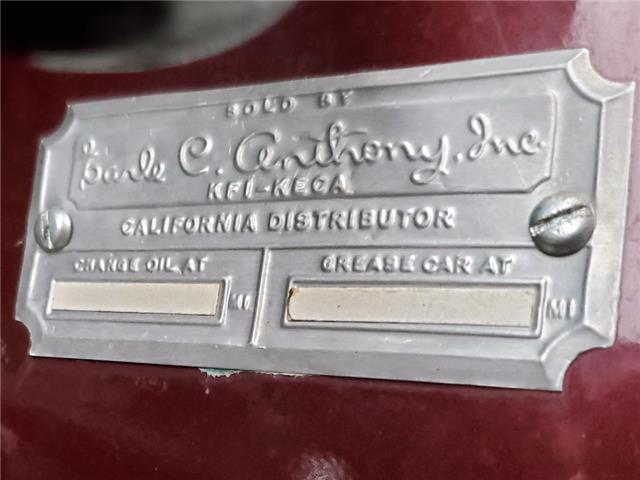 SOLD BY
Earle C. Anthony, Inc.
KFI-KECA
CALIFORNIA DISTRIBUTOR
CHANGE OIL AT
GREASE CAR AT
MI
MI